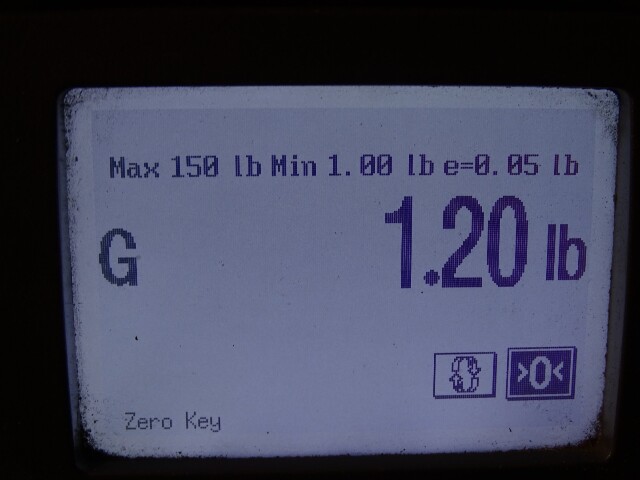 Max 150 lb Min 1.00 lb e=0.05 lb
G 1.20 lb
>0<
Zero Key